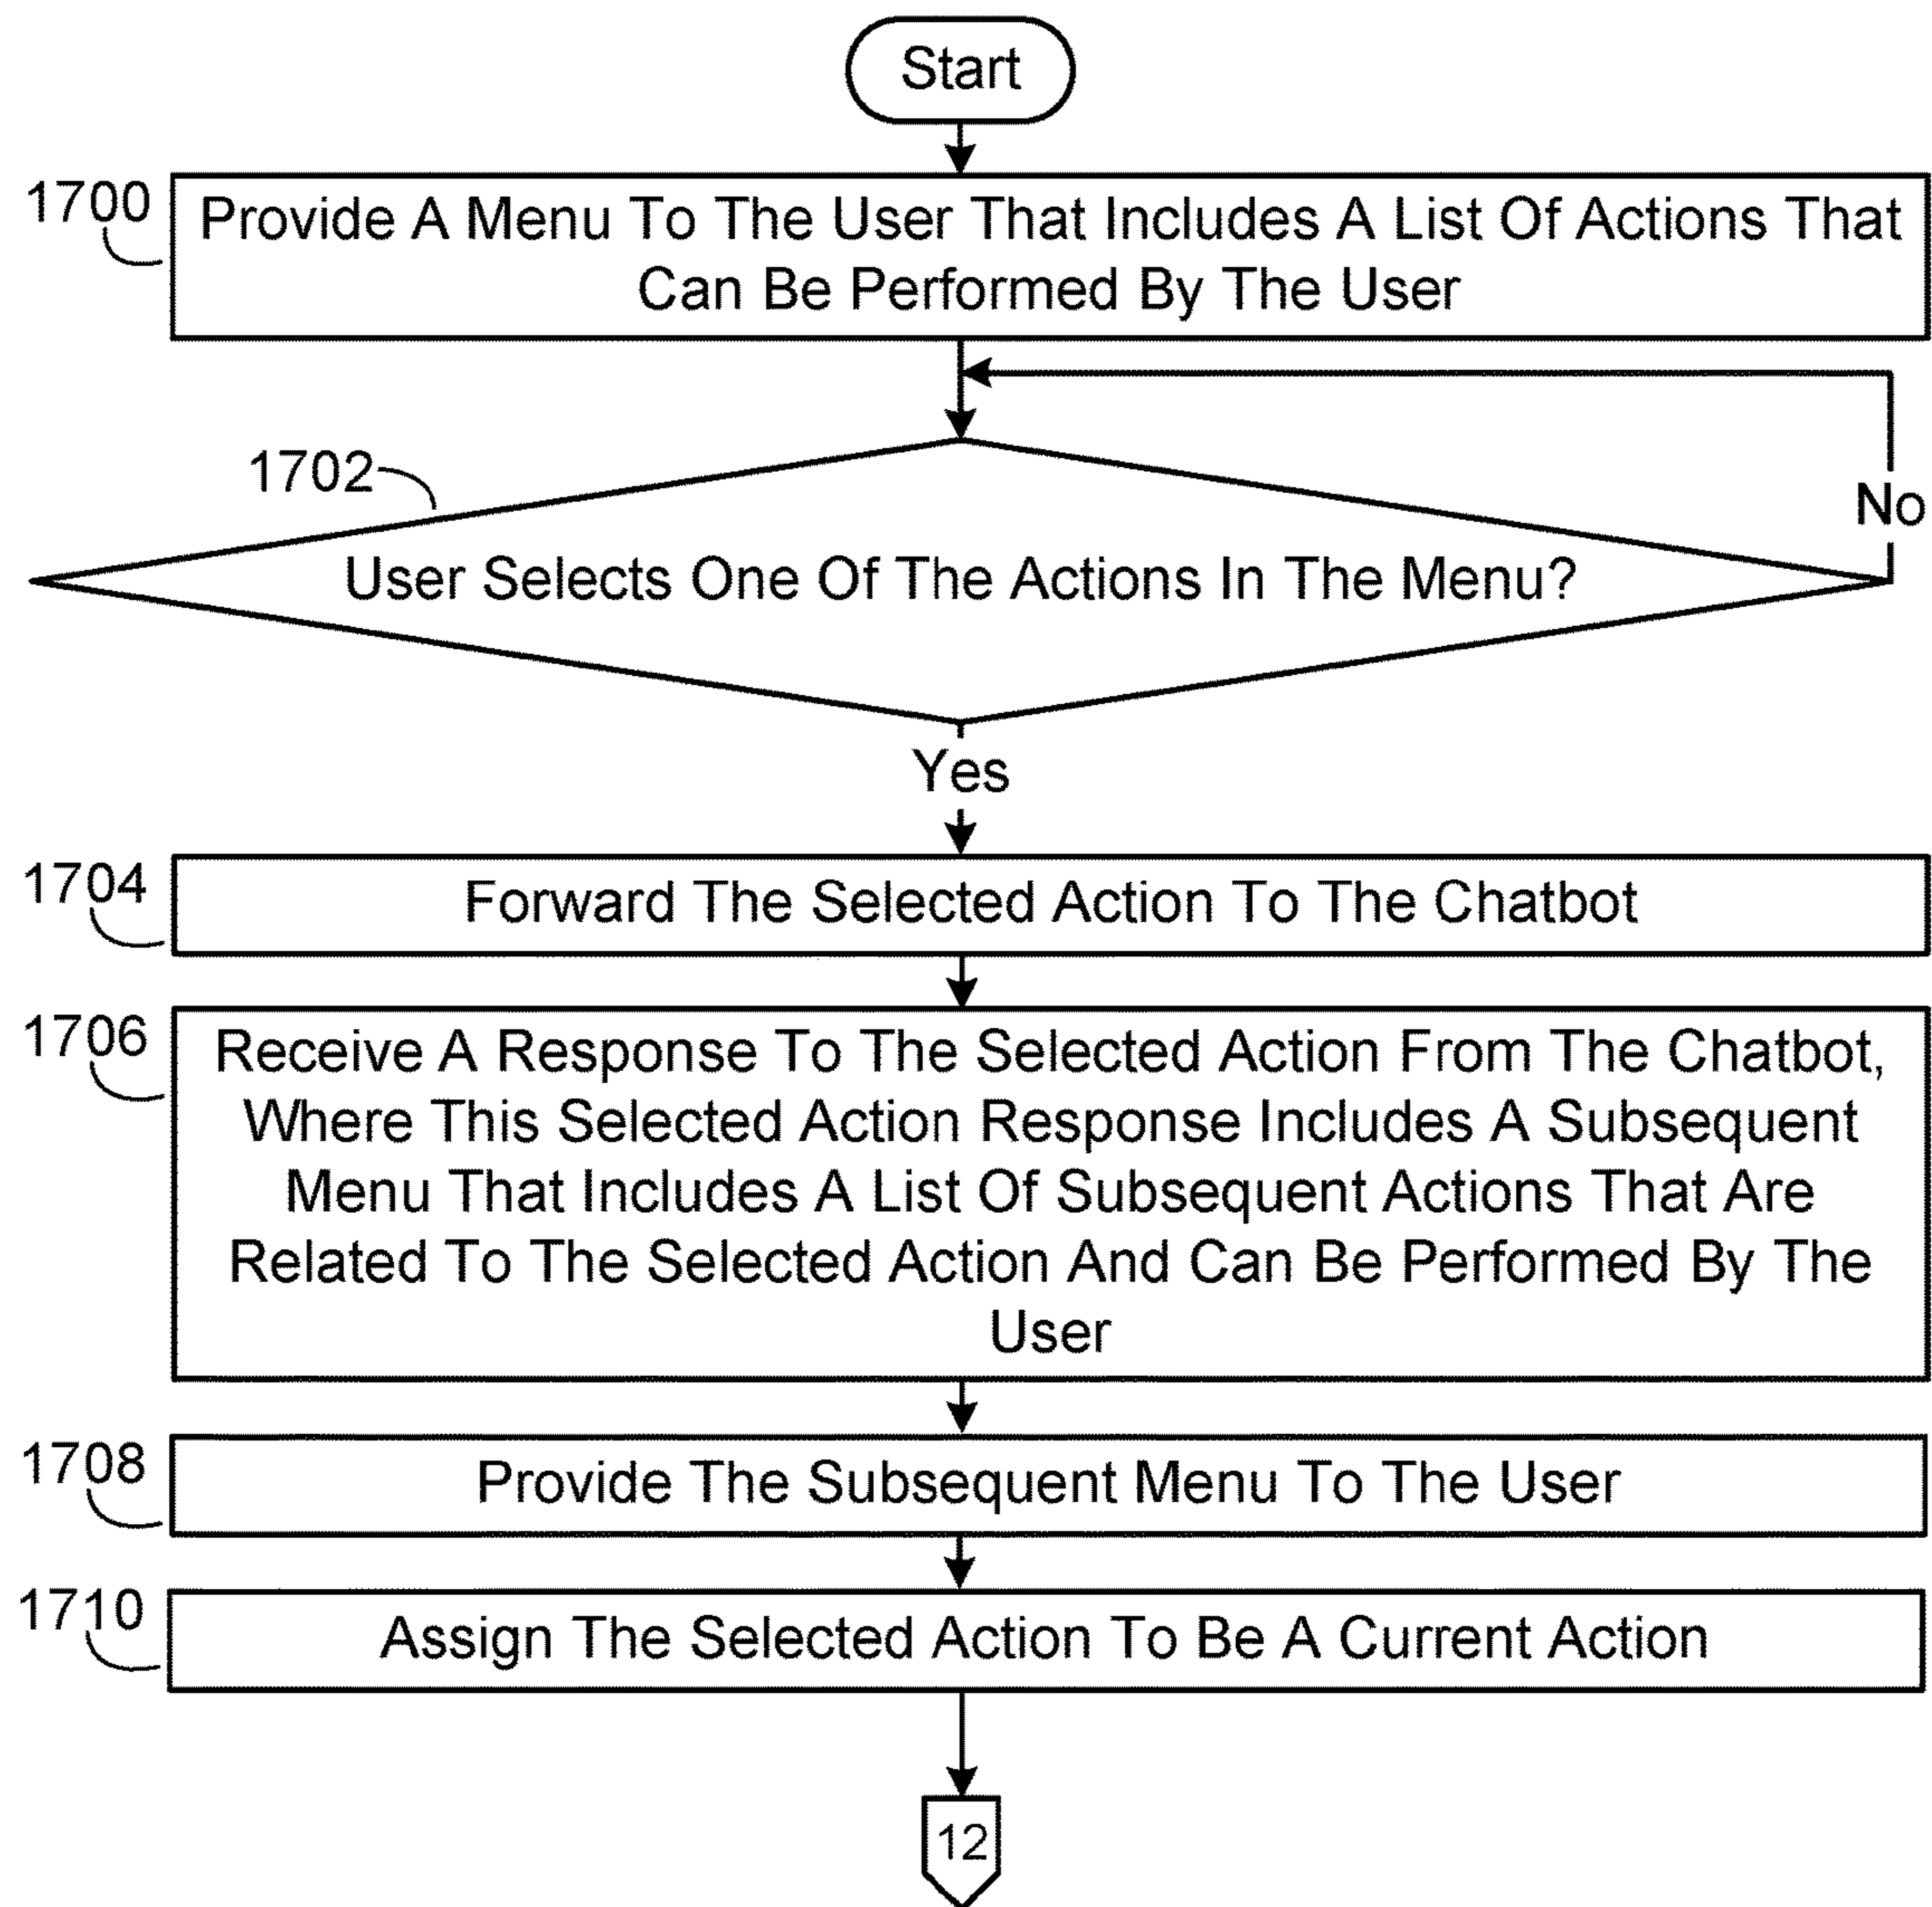 Start
1700
Provide A Menu To The User That Includes A List Of Actions That
Can Be Performed By The User
1702
No
User Selects One Of The Actions In The Menu?
Yes
1704
Forward The Selected Action To The Chatbot
1706
Receive A Response To The Selected Action From The Chatbot,
Where This Selected Action Response Includes A Subsequent
Menu That Includes A List Of Subsequent Actions That Are
Related To The Selected Action And Can Be Performed By The
User
1708
Provide The Subsequent Menu To The User
1710
Assign The Selected Action To Be A Current Action
12